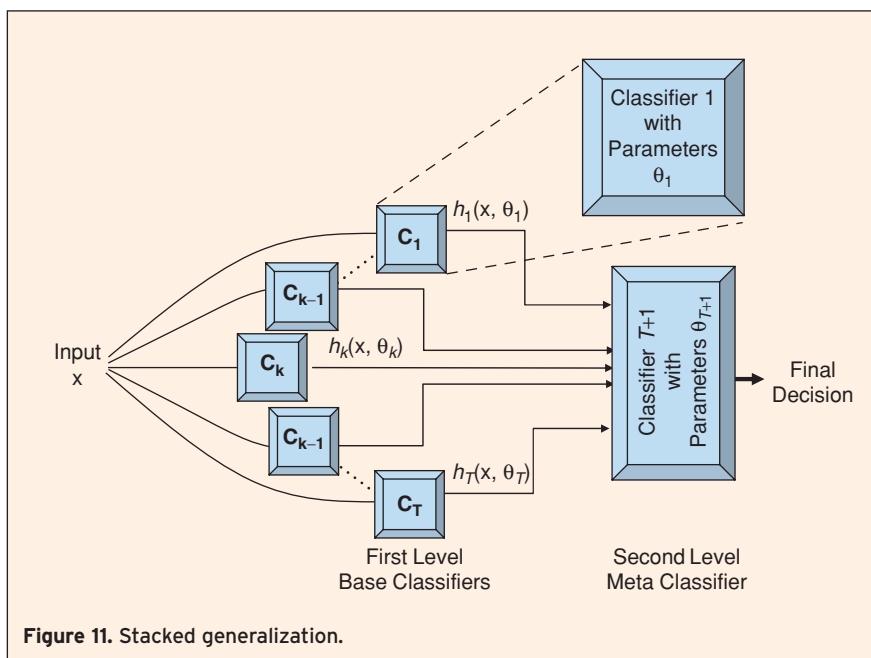 Classifier 1
with
Parameters
θ1
h1(x, θ1)
C1
Ck–1
Input
x
Ck
hk(x, θk)
Ck–1
CT
hT(x, θT)
Classifier T+1
with
Parameters θT+1
Final
Decision
First Level
Base Classifiers
Second Level
Meta Classifier
Figure 11. Stacked generalization.